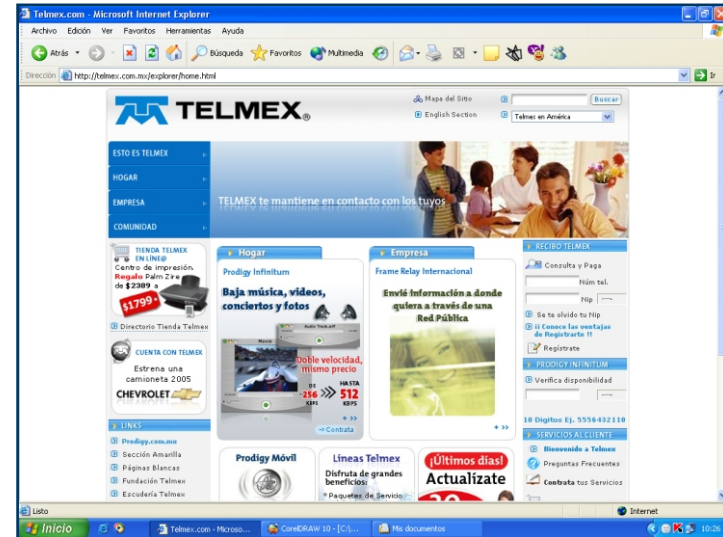 Telmex.com - Microsoft Internet Explorer
Archivo Edición Ver Favoritos Herramientas Ayuda
Atrás Búsqueda Favoritos Multimedia
Dirección http://telmex.com.mx/explorer/home.html Ir
TELMEX®
Mapa del Sitio Buscar
English Section Telmex en América
ESTO ES TELMEX
HOGAR
EMPRESA
COMUNIDAD
TELMEX te mantiene en contacto con los tuyos
TIENDA TELMEX
EN LÍNE@
Centro de impresión.
Regalo Palm Zire
de $2389 a
$1799.
Directorio Tienda Telmex
CUENTA CON TELMEX
Estrena una
camioneta 2005
CHEVROLET
LINKS
Prodigy.com.mx
Sección Amarilla
Páginas Blancas
Fundación Telmex
Escudería Telmex
Hogar
Prodigy Infinitum
Baja música, videos,
conciertos y fotos
Movie
Doble velocidad,
mismo precio
DE 256 KBPS >>> HASTA 512 KBPS
Contrata
Empresa
Frame Relay Internacional
Envíe información a donde
quiera a través de una
Red Pública
Prodigy Móvil
Líneas Telmex
Disfruta de grandes
beneficios:
* Paquetes de Servicio
¡Últimos días!
Actualízate
RECIBO TELMEX
Consulta y Paga
Núm tel.
Nip
Se te olvido tu Nip
¡¡ Conoce las ventajas
de Registrarte !!
Regístrate
PRODIGY INFINITUM
Verifica disponibilidad
10 Dígitos Ej. 5556432110
SERVICIOS AL CLIENTE
Bienvenido a Telmex
Preguntas Frecuentes
Contrata tus Servicios
Listo Internet
Inicio Telmex.com - Microso... CorelDRAW 10 - [C:\... Mis documentos 10:26